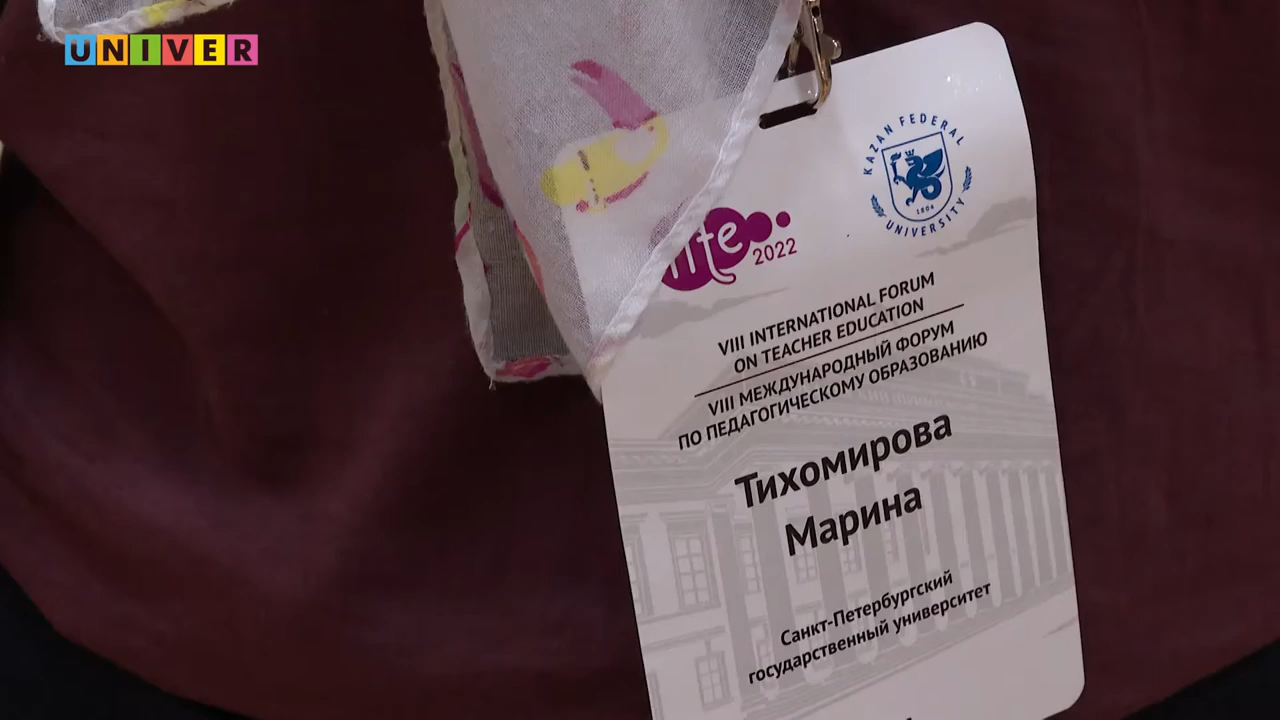 UNIVER
KAZAN FEDERAL
UNIVERSITY
1804
ifte
2022
VIII INTERNATIONAL FORUM
ON TEACHER EDUCATION
VIII МЕЖДУНАРОДНЫЙ ФОРУМ
ПО ПЕДАГОГИЧЕСКОМУ ОБРАЗОВАНИЮ
Тихомирова
Марина
Санкт-Петербургский
государственный университет